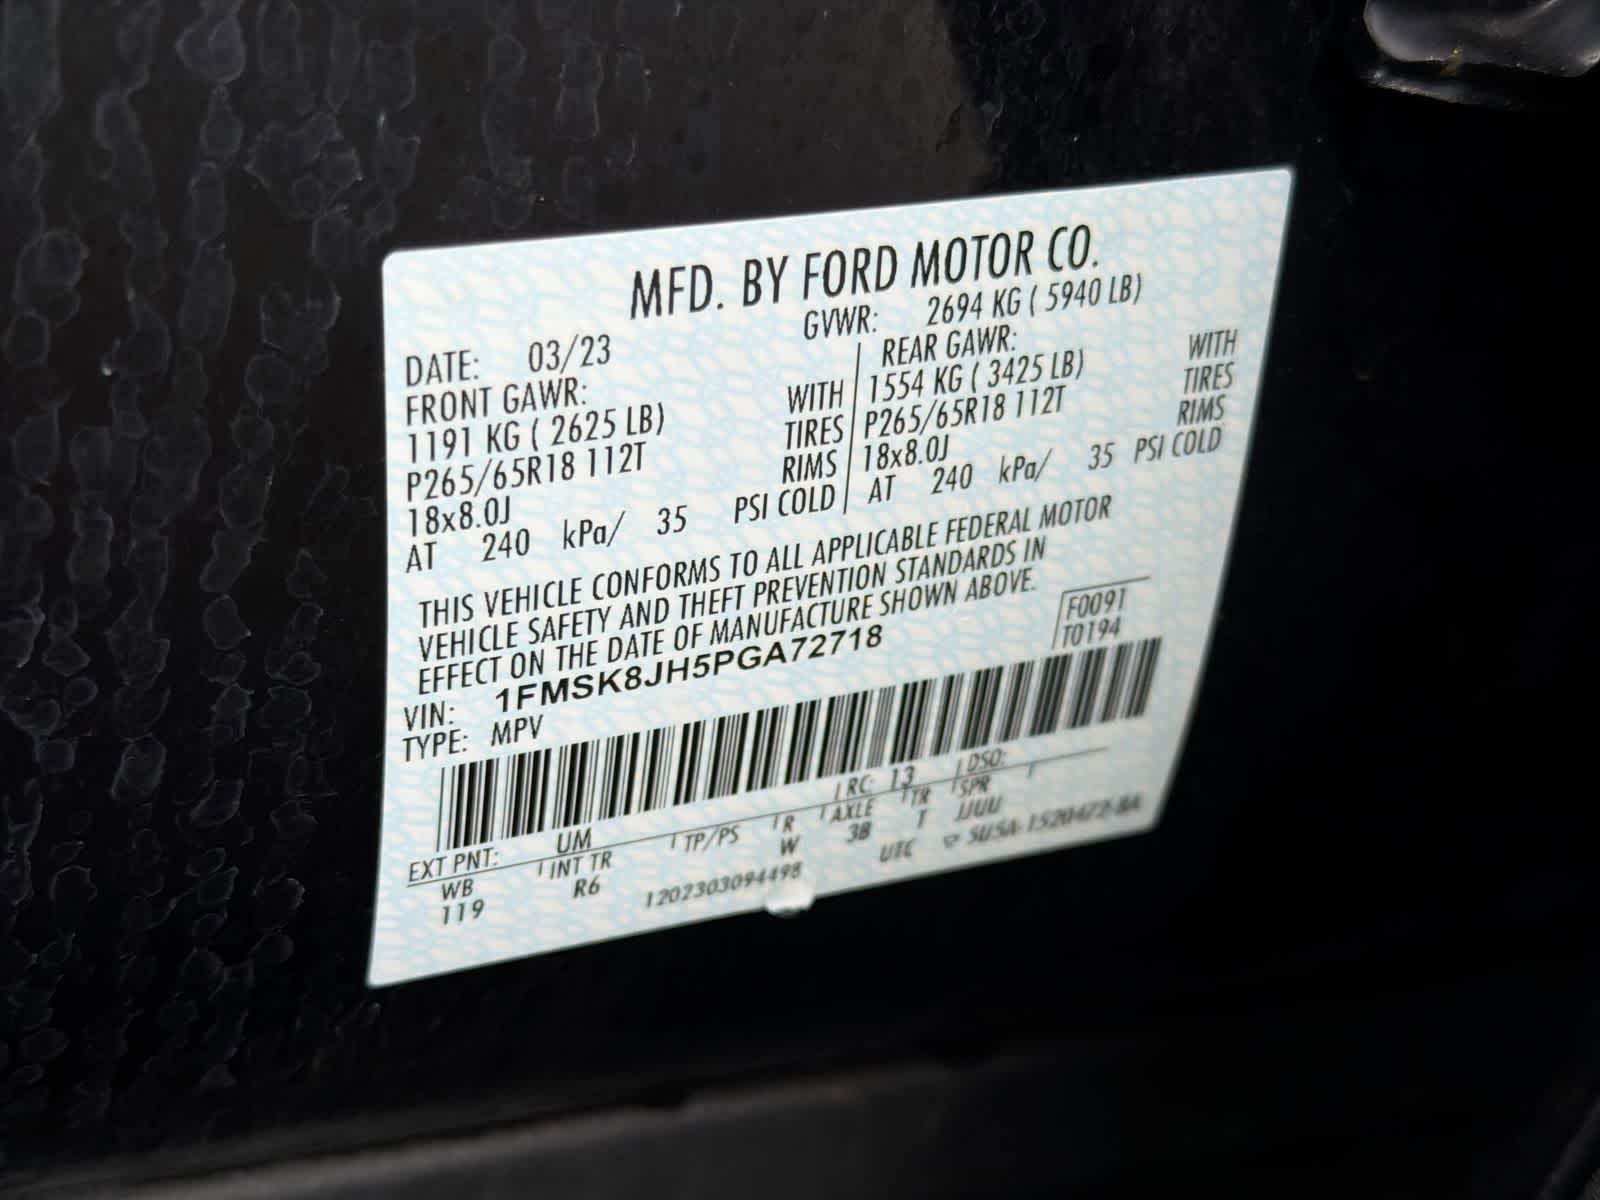 MFD. BY FORD MOTOR CO.
DATE: 03/23 GVWR: 2694 KG ( 5940 LB)
FRONT GAWR: REAR GAWR:
1191 KG ( 2625 LB) WITH 1554 KG ( 3425 LB) WITH
P265/65R18 112T TIRES P265/65R18 112T TIRES
18x8.0J RIMS 18x8.0J RIMS
AT 240 kPa/ 35 PSI COLD AT 240 kPa/ 35 PSI COLD
THIS VEHICLE CONFORMS TO ALL APPLICABLE FEDERAL MOTOR
VEHICLE SAFETY AND THEFT PREVENTION STANDARDS IN
EFFECT ON THE DATE OF MANUFACTURE SHOWN ABOVE.
VIN: 1FMSK8JH5PGA72718 F0091
TYPE: MPV T0194
EXT PNT: UM RC: 13 DSO:
WB INT TR TP/PS R AXLE TR SPR
119 R6 W 3B T JJUU
1202303094498 UTC 5U5A-1520472-BA